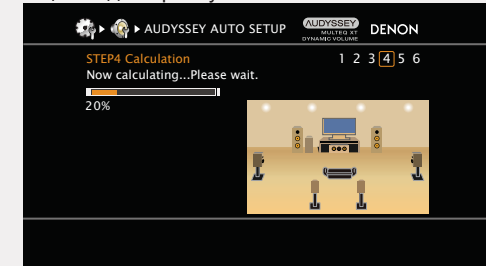 AUDYSSEY AUTO SETUP
AUDYSSEY
MULTEQ XT
DYNAMIC VOLUME
DENON
STEP4 Calculation
1 2 3 4 5 6
Now calculating...Please wait.
20%